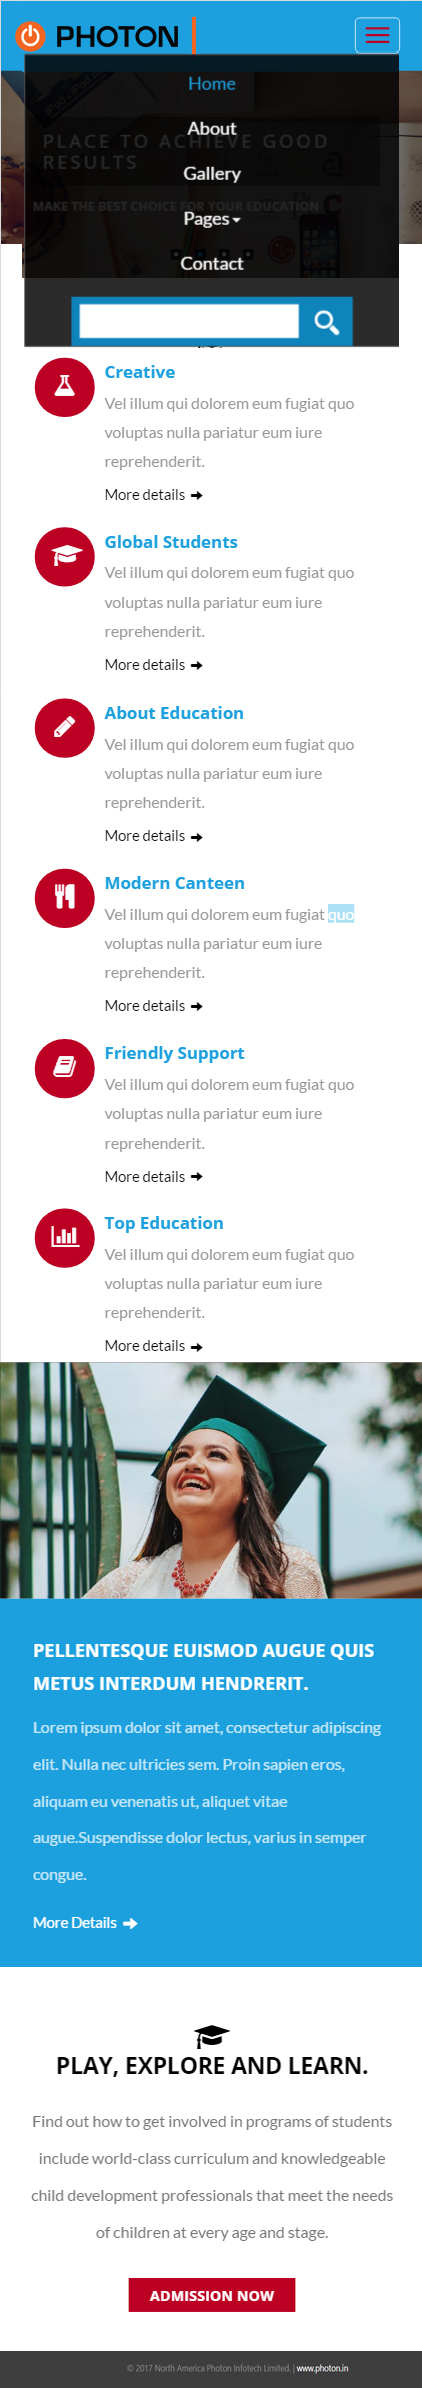 PHOTON
Home
PLACE TO ACHIEVE GOOD
RESULTS
About
Gallery
MAKE THE BEST CHOICE FOR YOUR EDUCATION
Pages
Contact
Creative
Vel illum qui dolorem eum fugiat quo
voluptas nulla pariatur eum iure
reprehenderit.
More details
Global Students
Vel illum qui dolorem eum fugiat quo
voluptas nulla pariatur eum iure
reprehenderit.
More details
About Education
Vel illum qui dolorem eum fugiat quo
voluptas nulla pariatur eum iure
reprehenderit.
More details
Modern Canteen
Vel illum qui dolorem eum fugiat quo
voluptas nulla pariatur eum iure
reprehenderit.
More details
Friendly Support
Vel illum qui dolorem eum fugiat quo
voluptas nulla pariatur eum iure
reprehenderit.
More details
Top Education
Vel illum qui dolorem eum fugiat quo
voluptas nulla pariatur eum iure
reprehenderit.
More details
PELLENTESQUE EUISMOD AUGUE QUIS
METUS INTERDUM HENDRERIT.
Lorem ipsum dolor sit amet, consectetur adipiscing
elit. Nulla nec ultricies sem. Proin sapien eros,
aliquam eu venenatis ut, aliquet vitae
augue.Suspendisse dolor lectus, varius in semper
congue.
More Details
PLAY, EXPLORE AND LEARN.
Find out how to get involved in programs of students
include world-class curriculum and knowledgeable
child development professionals that meet the needs
of children at every age and stage.
ADMISSION NOW
© 2017 North America Photon Infotech Limited. | www.photon.in